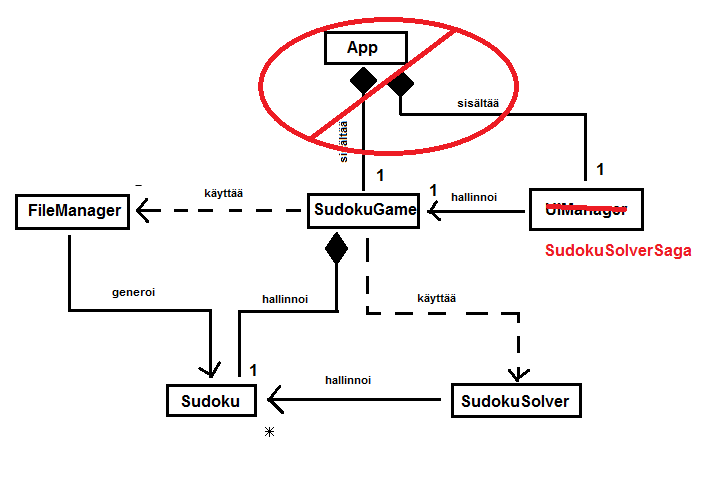 App
sisältää
sisältää
1
1
käyttää
1
hallinnoi
FileManager
SudokuGame
UIManager
SudokuSolverSaga
generoi
hallinnoi
käyttää
1
hallinnoi
Sudoku
SudokuSolver
*